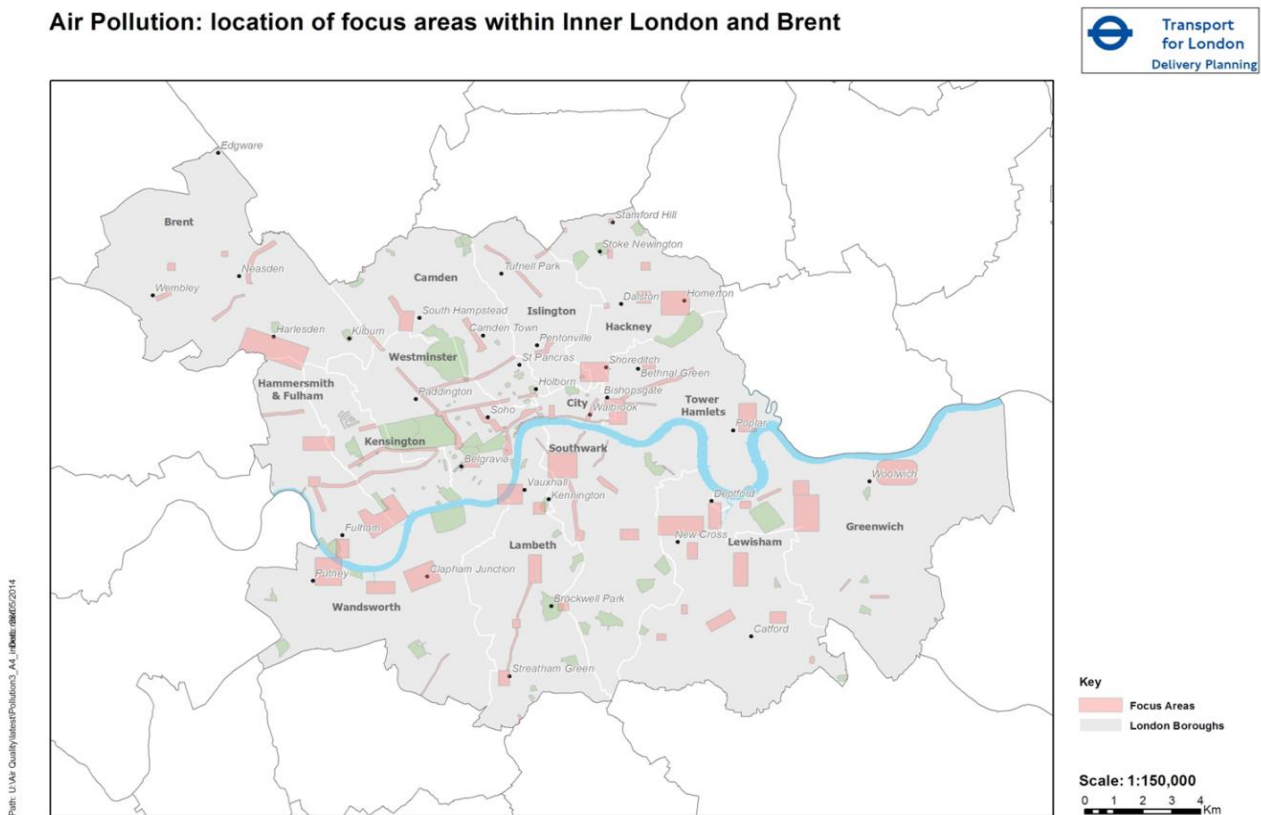 Air Pollution: location of focus areas within Inner London and Brent
Transport
for London
Delivery Planning
Edgware
Brent
Stamford Hill
Stoke Newington
Neasden
Camden
Tufnell Park
Wembley
Dalston
Homerton
South Hampstead
Islington
Harlesden
Kilburn
Camden Town
Hackney
Pentonville
Westminster
St Pancras
Shoreditch
Bethnal Green
Hammersmith
& Fulham
Paddington
Holborn
Bishopsgate
City
Tower
Hamlets
Soho
Walbrook
Poplar
Kensington
Southwark
Belgravia
Woolwich
Vauxhall
Kennington
Deptford
Greenwich
Fulham
New Cross
Lewisham
Lambeth
Putney
Clapham Junction
Wandsworth
Brockwell Park
Catford
Streatham Green
Key
Focus Areas
London Boroughs
Scale: 1:150,000
0 1 2 3 4
Km